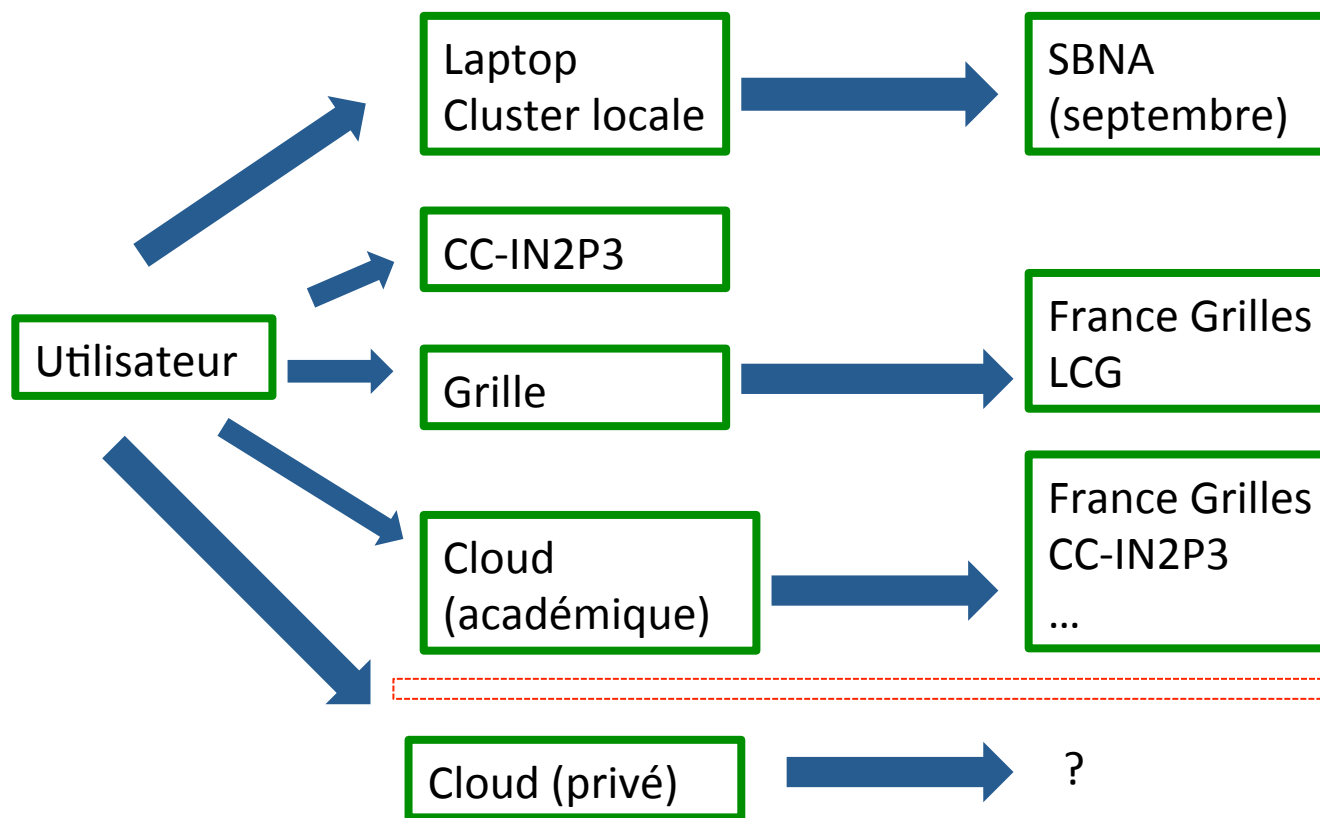 Laptop
Cluster locale
SBNA
(septembre)
CC-IN2P3
Utilisateur
Grille
France Grilles
LCG
Cloud
(académique)
France Grilles
CC-IN2P3
...
Cloud (privé)
?